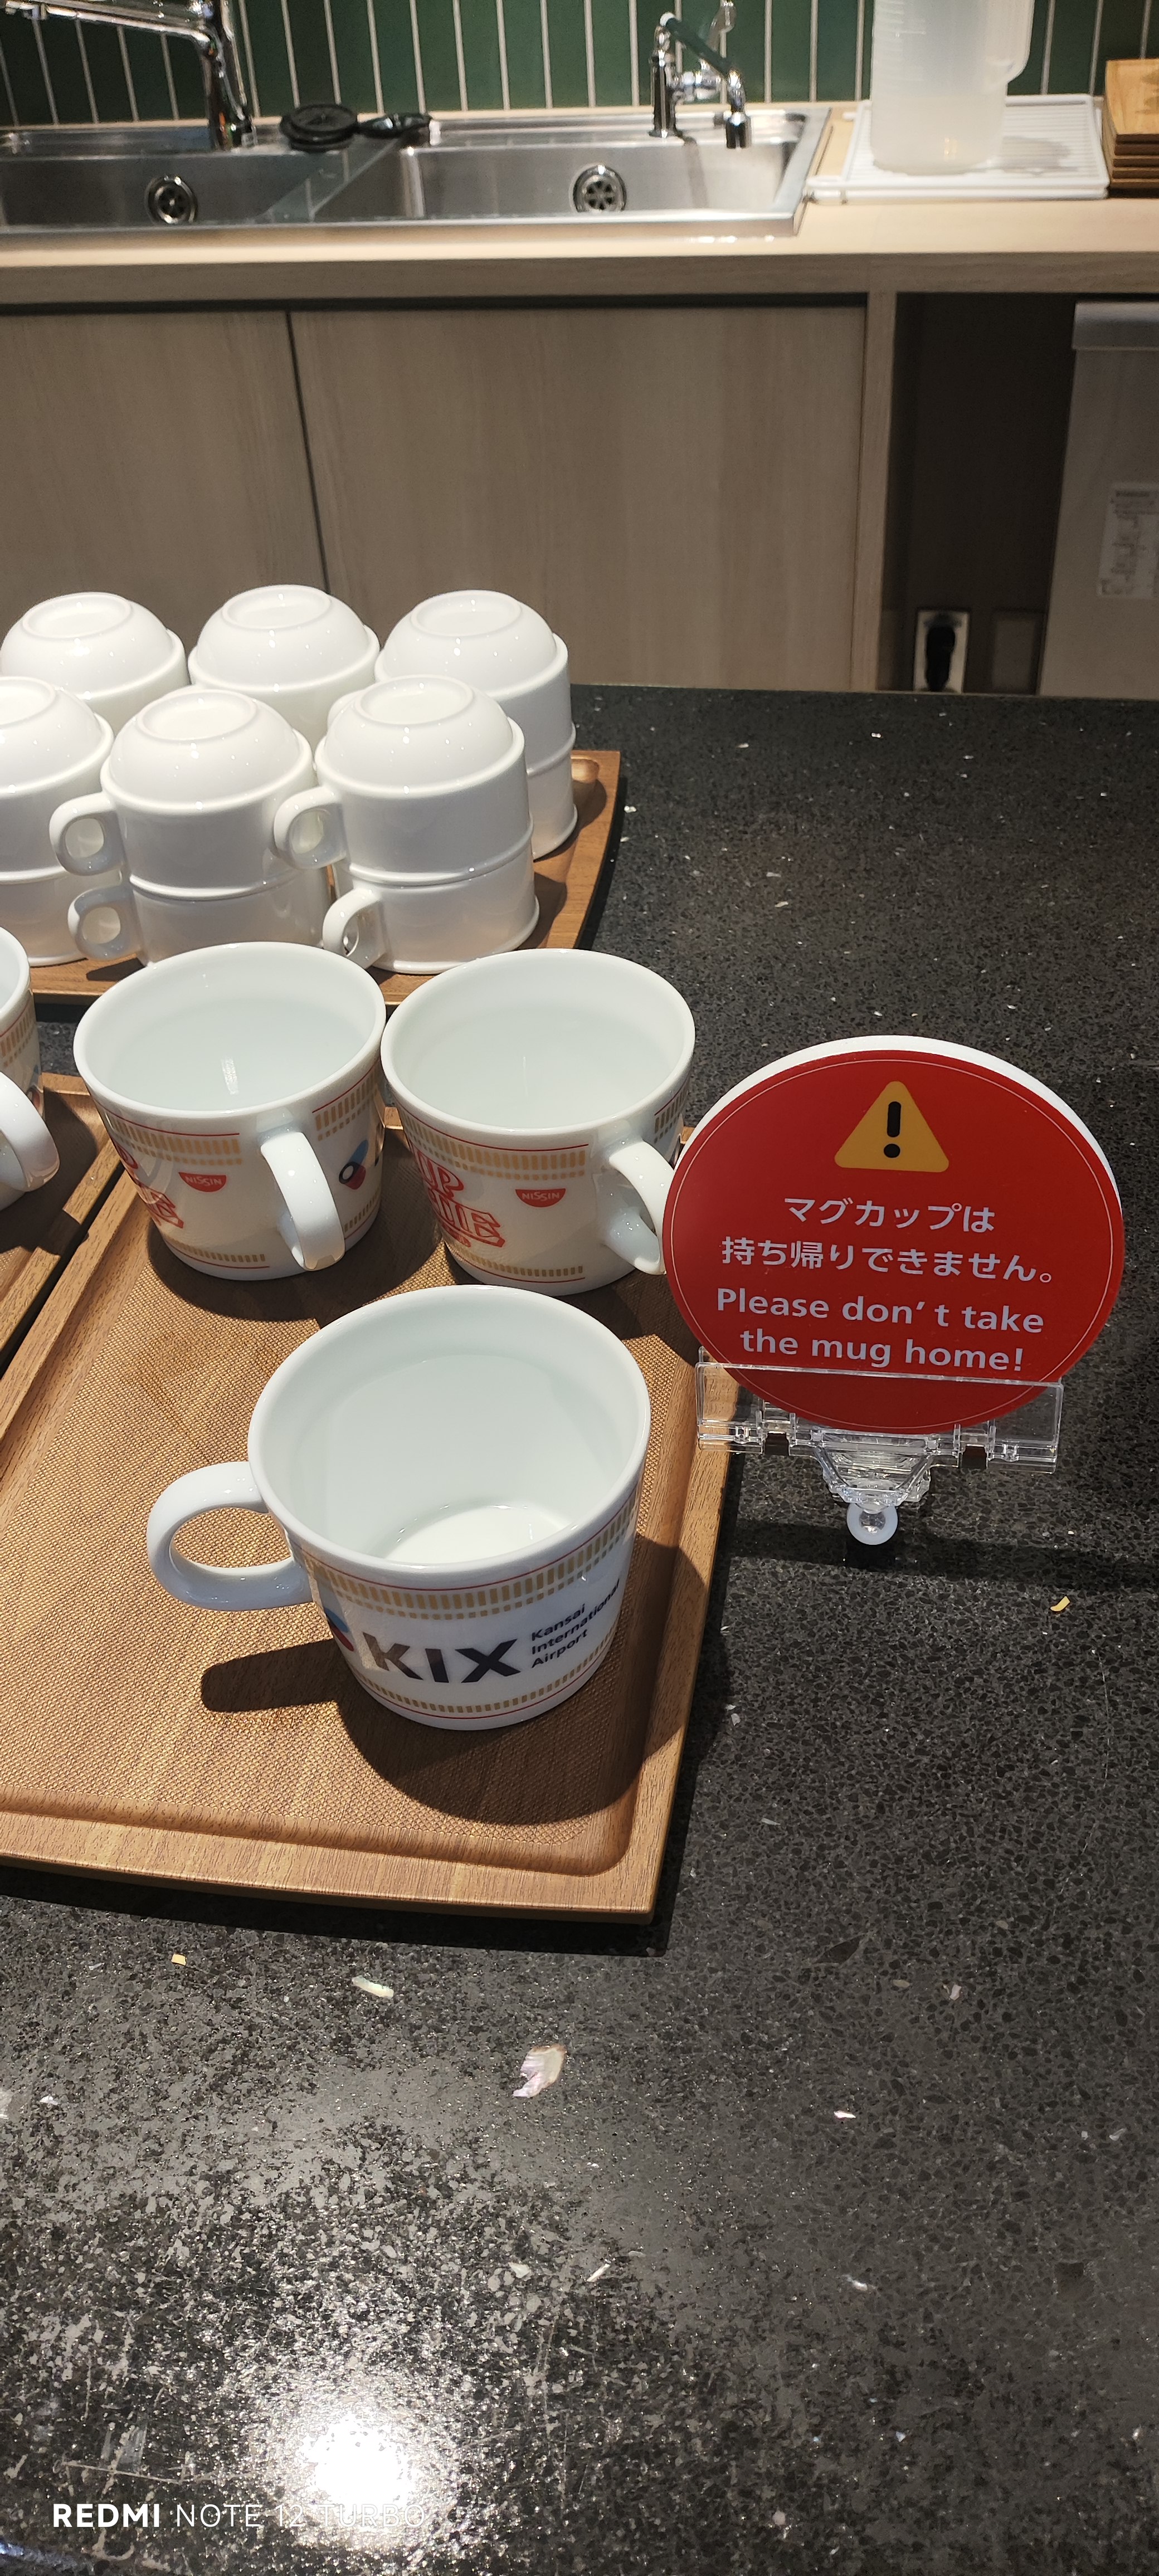 NISSIN
NISSIN
マグカップは
持ち帰りできません。
Please don't take
the mug home!
KIX
Kansai
International
Airport
REDMI NOTE 12 TURBO